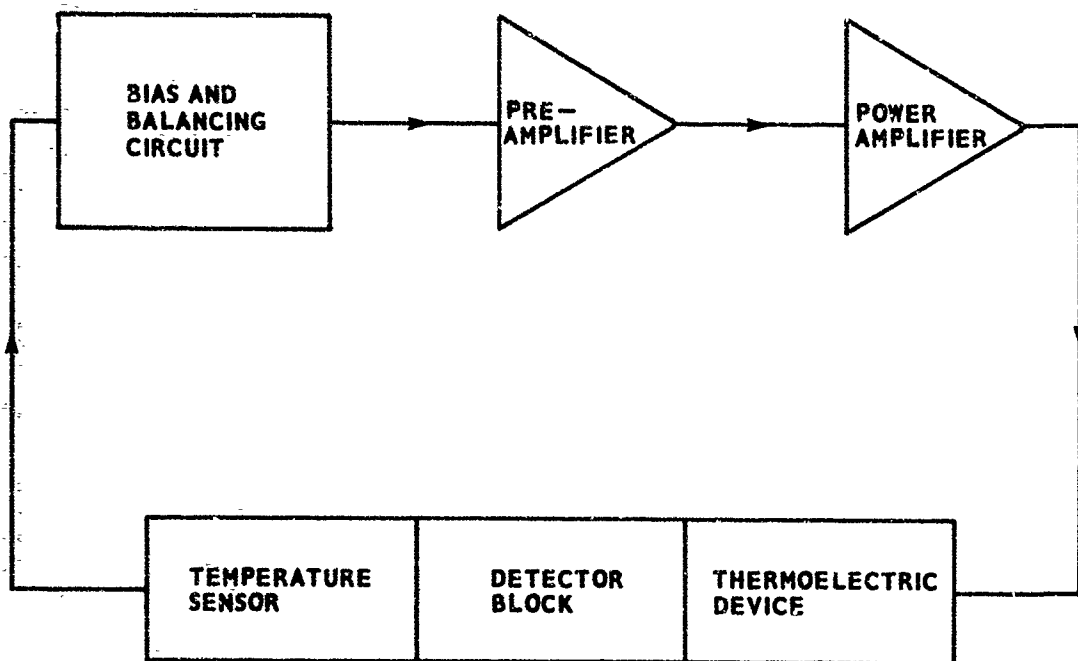 BIAS AND
BALANCING
CIRCUIT
PRE-
AMPLIFIER
POWER
AMPLIFIER
TEMPERATURE
SENSOR
DETECTOR
BLOCK
THERMOELECTRIC
DEVICE